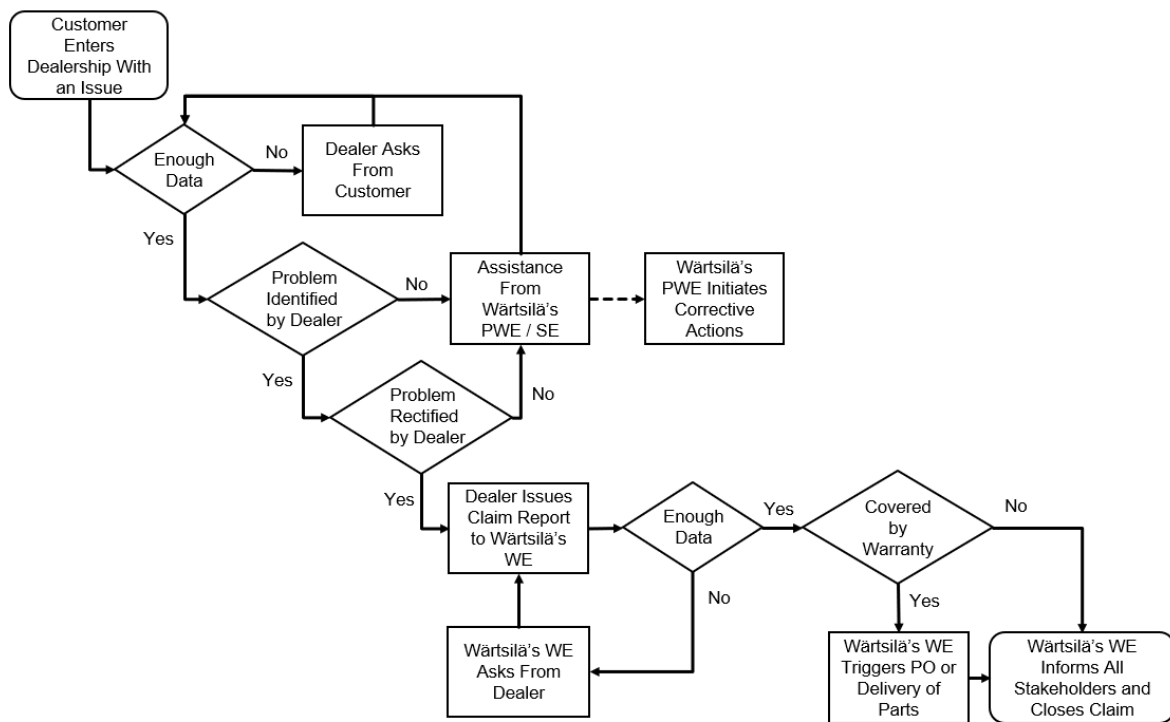 Customer
Enters
Dealership With
an Issue
Enough
Data
No
Dealer Asks
From
Customer
Yes
Problem
Identified
by Dealer
No
Assistance
From
Wärtsilä's
PWE / SE
Wärtsilä's
PWE Initiates
Corrective
Actions
Yes
Problem
Rectified
by Dealer
No
Yes
Dealer Issues
Claim Report
to Wärtsilä's
WE
Enough
Data
Yes
Covered
by
Warranty
No
No
Yes
Wärtsilä's WE
Asks From
Dealer
Wärtsilä's WE
Triggers PO or
Delivery of
Parts
Wärtsilä's WE
Informs All
Stakeholders and
Closes Claim